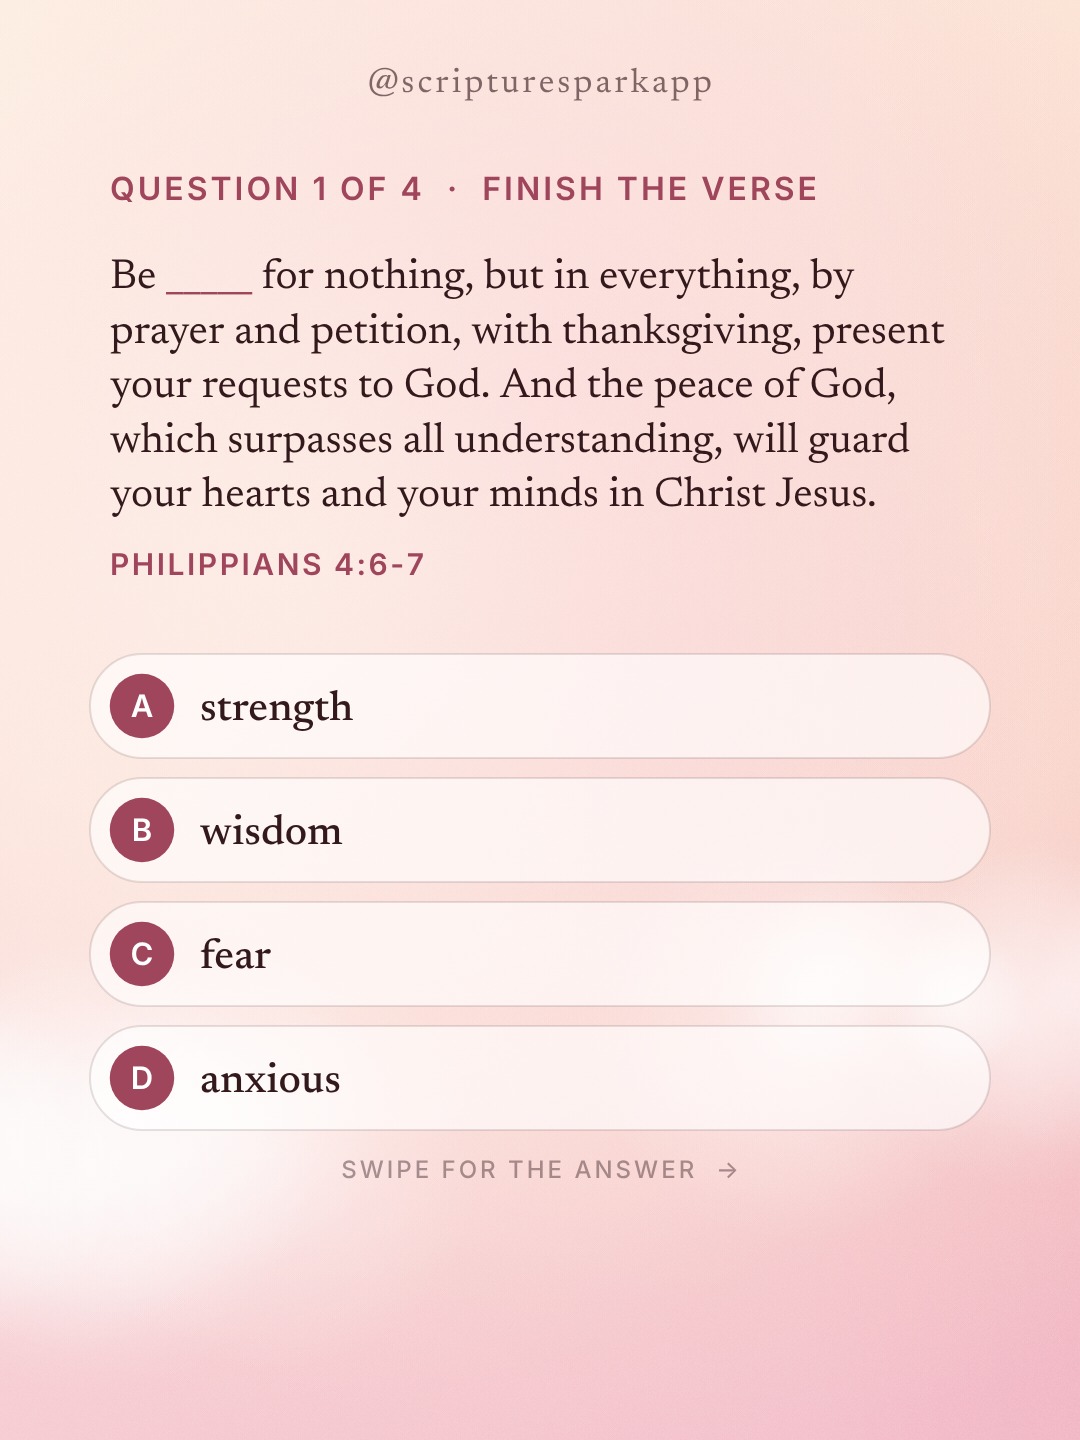 @scripturesparkapp
QUESTION 1 OF 4 · FINISH THE VERSE
Be _____ for nothing, but in everything, by
prayer and petition, with thanksgiving, present
your requests to God. And the peace of God,
which surpasses all understanding, will guard
your hearts and your minds in Christ Jesus.
PHILIPPIANS 4:6-7
A strength
B wisdom
C fear
D anxious
SWIPE FOR THE ANSWER →